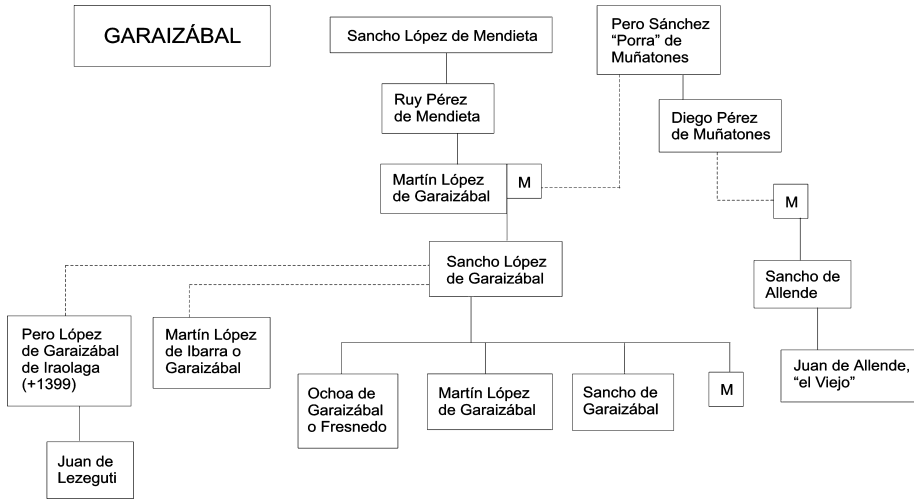 GARAIZÁBAL
Sancho López de Mendieta
Pero Sánchez
“Porra” de
Muñatones
Ruy Pérez
de Mendieta
Diego Pérez
de Muñatones
Martín López
de Garaizábal
M
M
Sancho López
de Garaizábal
Sancho de
Allende
Pero López
de Garaizábal
de Iraolaga
(+1399)
Martín López
de Ibarra o
Garaizábal
Ochoa de
Garaizábal
o Fresnedo
Martín López
de Garaizábal
Sancho de
Garaizábal
M
Juan de Allende,
“el Viejo”
Juan de
Lezeguti